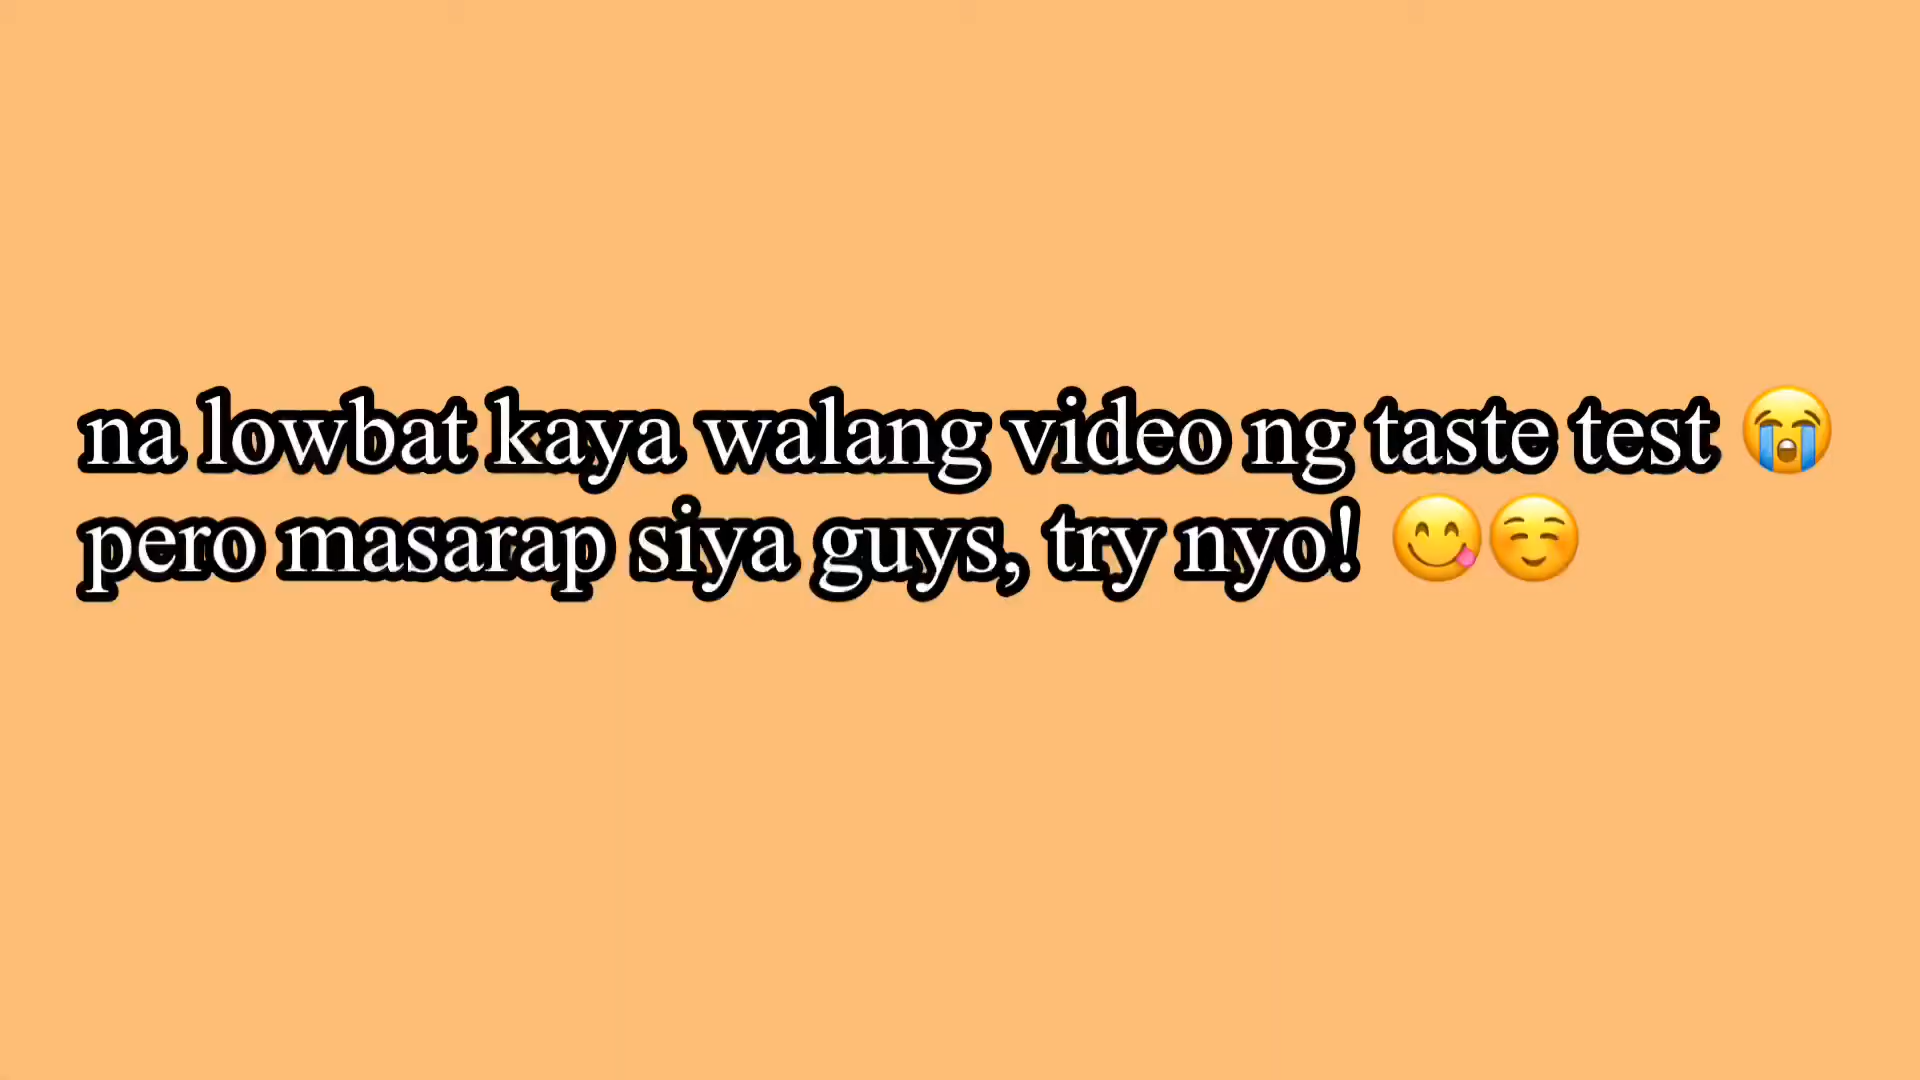 na lowbat kaya walang video ng taste test 😭
pero masarap siya guys, try nyo! 😋☺️